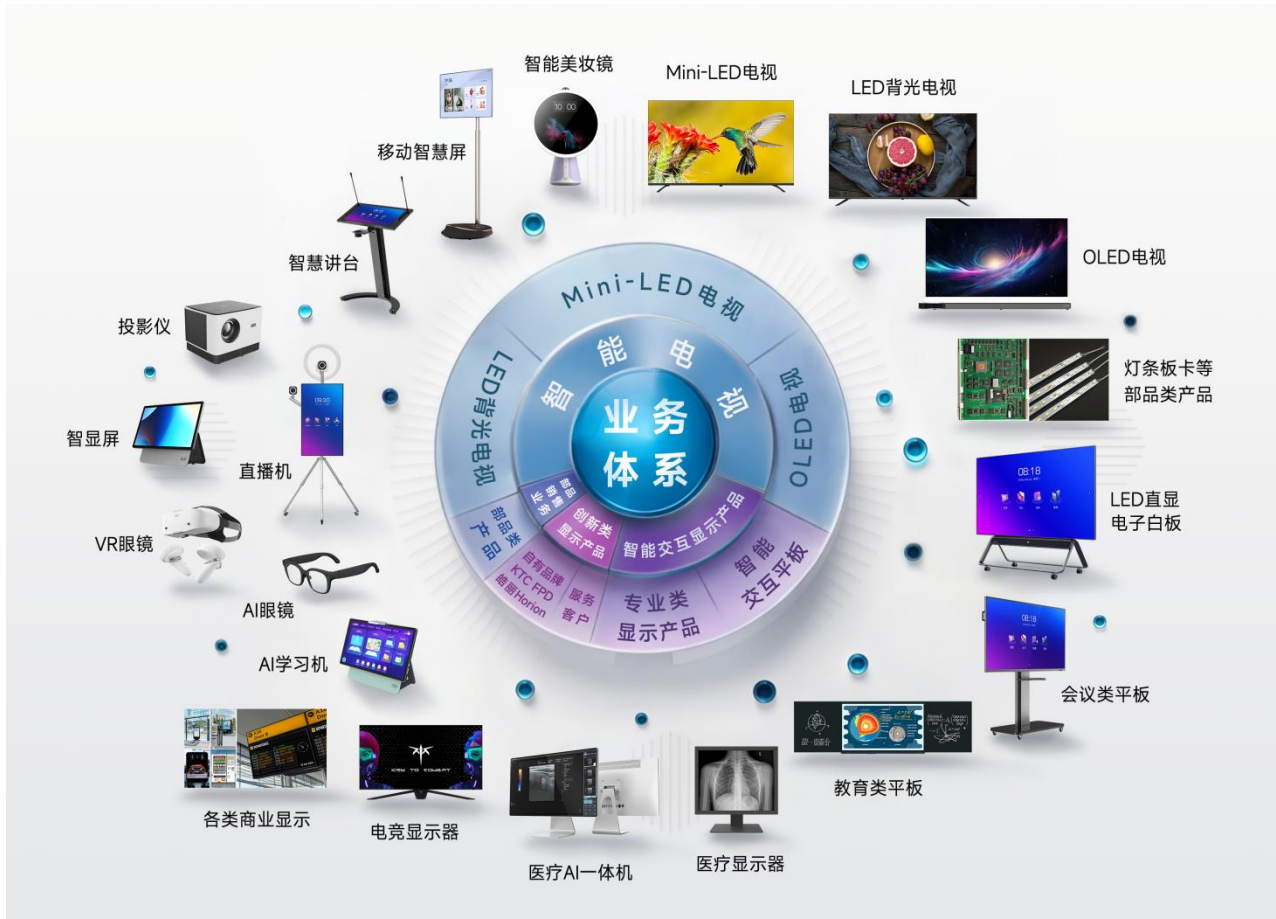 智能美妆镜
Mini-LED电视
LED背光电视
移动智慧屏
OLED电视
智慧讲台
投影仪
灯条板卡等
部品类产品
智显屏
直播机
LED直显
电子白板
VR眼镜
AI眼镜
AI学习机
会议类平板
教育类平板
各类商业显示
电竞显示器
医疗AI一体机
医疗显示器
Mini-LED电视
LED背光电视
OLED电视
智能电视
业务
体系
部品
销售
业务
创新类
显示产品
智能交互显示产品
部品类
产品
自有品牌
KTC FPD
皓丽Horion
服务
客户
专业类
显示产品
智能
交互平板
10 00
08:18
08:18